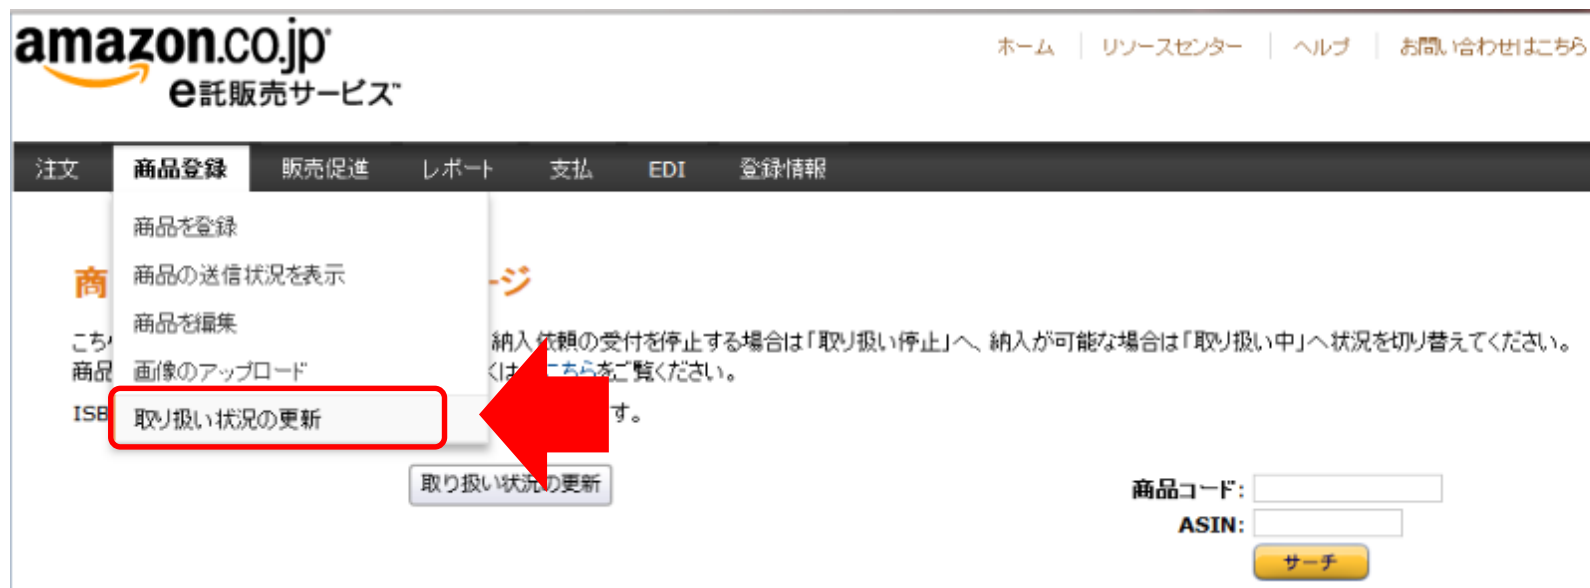 amazon.co.jp
e託販売サービス™
ホーム | リソースセンター | ヘルプ | お問い合わせはこちら
注文 商品登録 販売促進 レポート 支払 EDI 登録情報
商品を登録
商品の送信状況を表示
商 ージ
商品を編集
こち 納入依頼の受付を停止する場合は「取り扱い停止」へ、納入が可能な場合は「取り扱い中」へ状況を切り替えてください。
画像のアップロード
商品 くは こちらをご覧ください。
ISB す。
取り扱い状況の更新
取り扱い状況の更新
商品コード:
ASIN:
サーチ